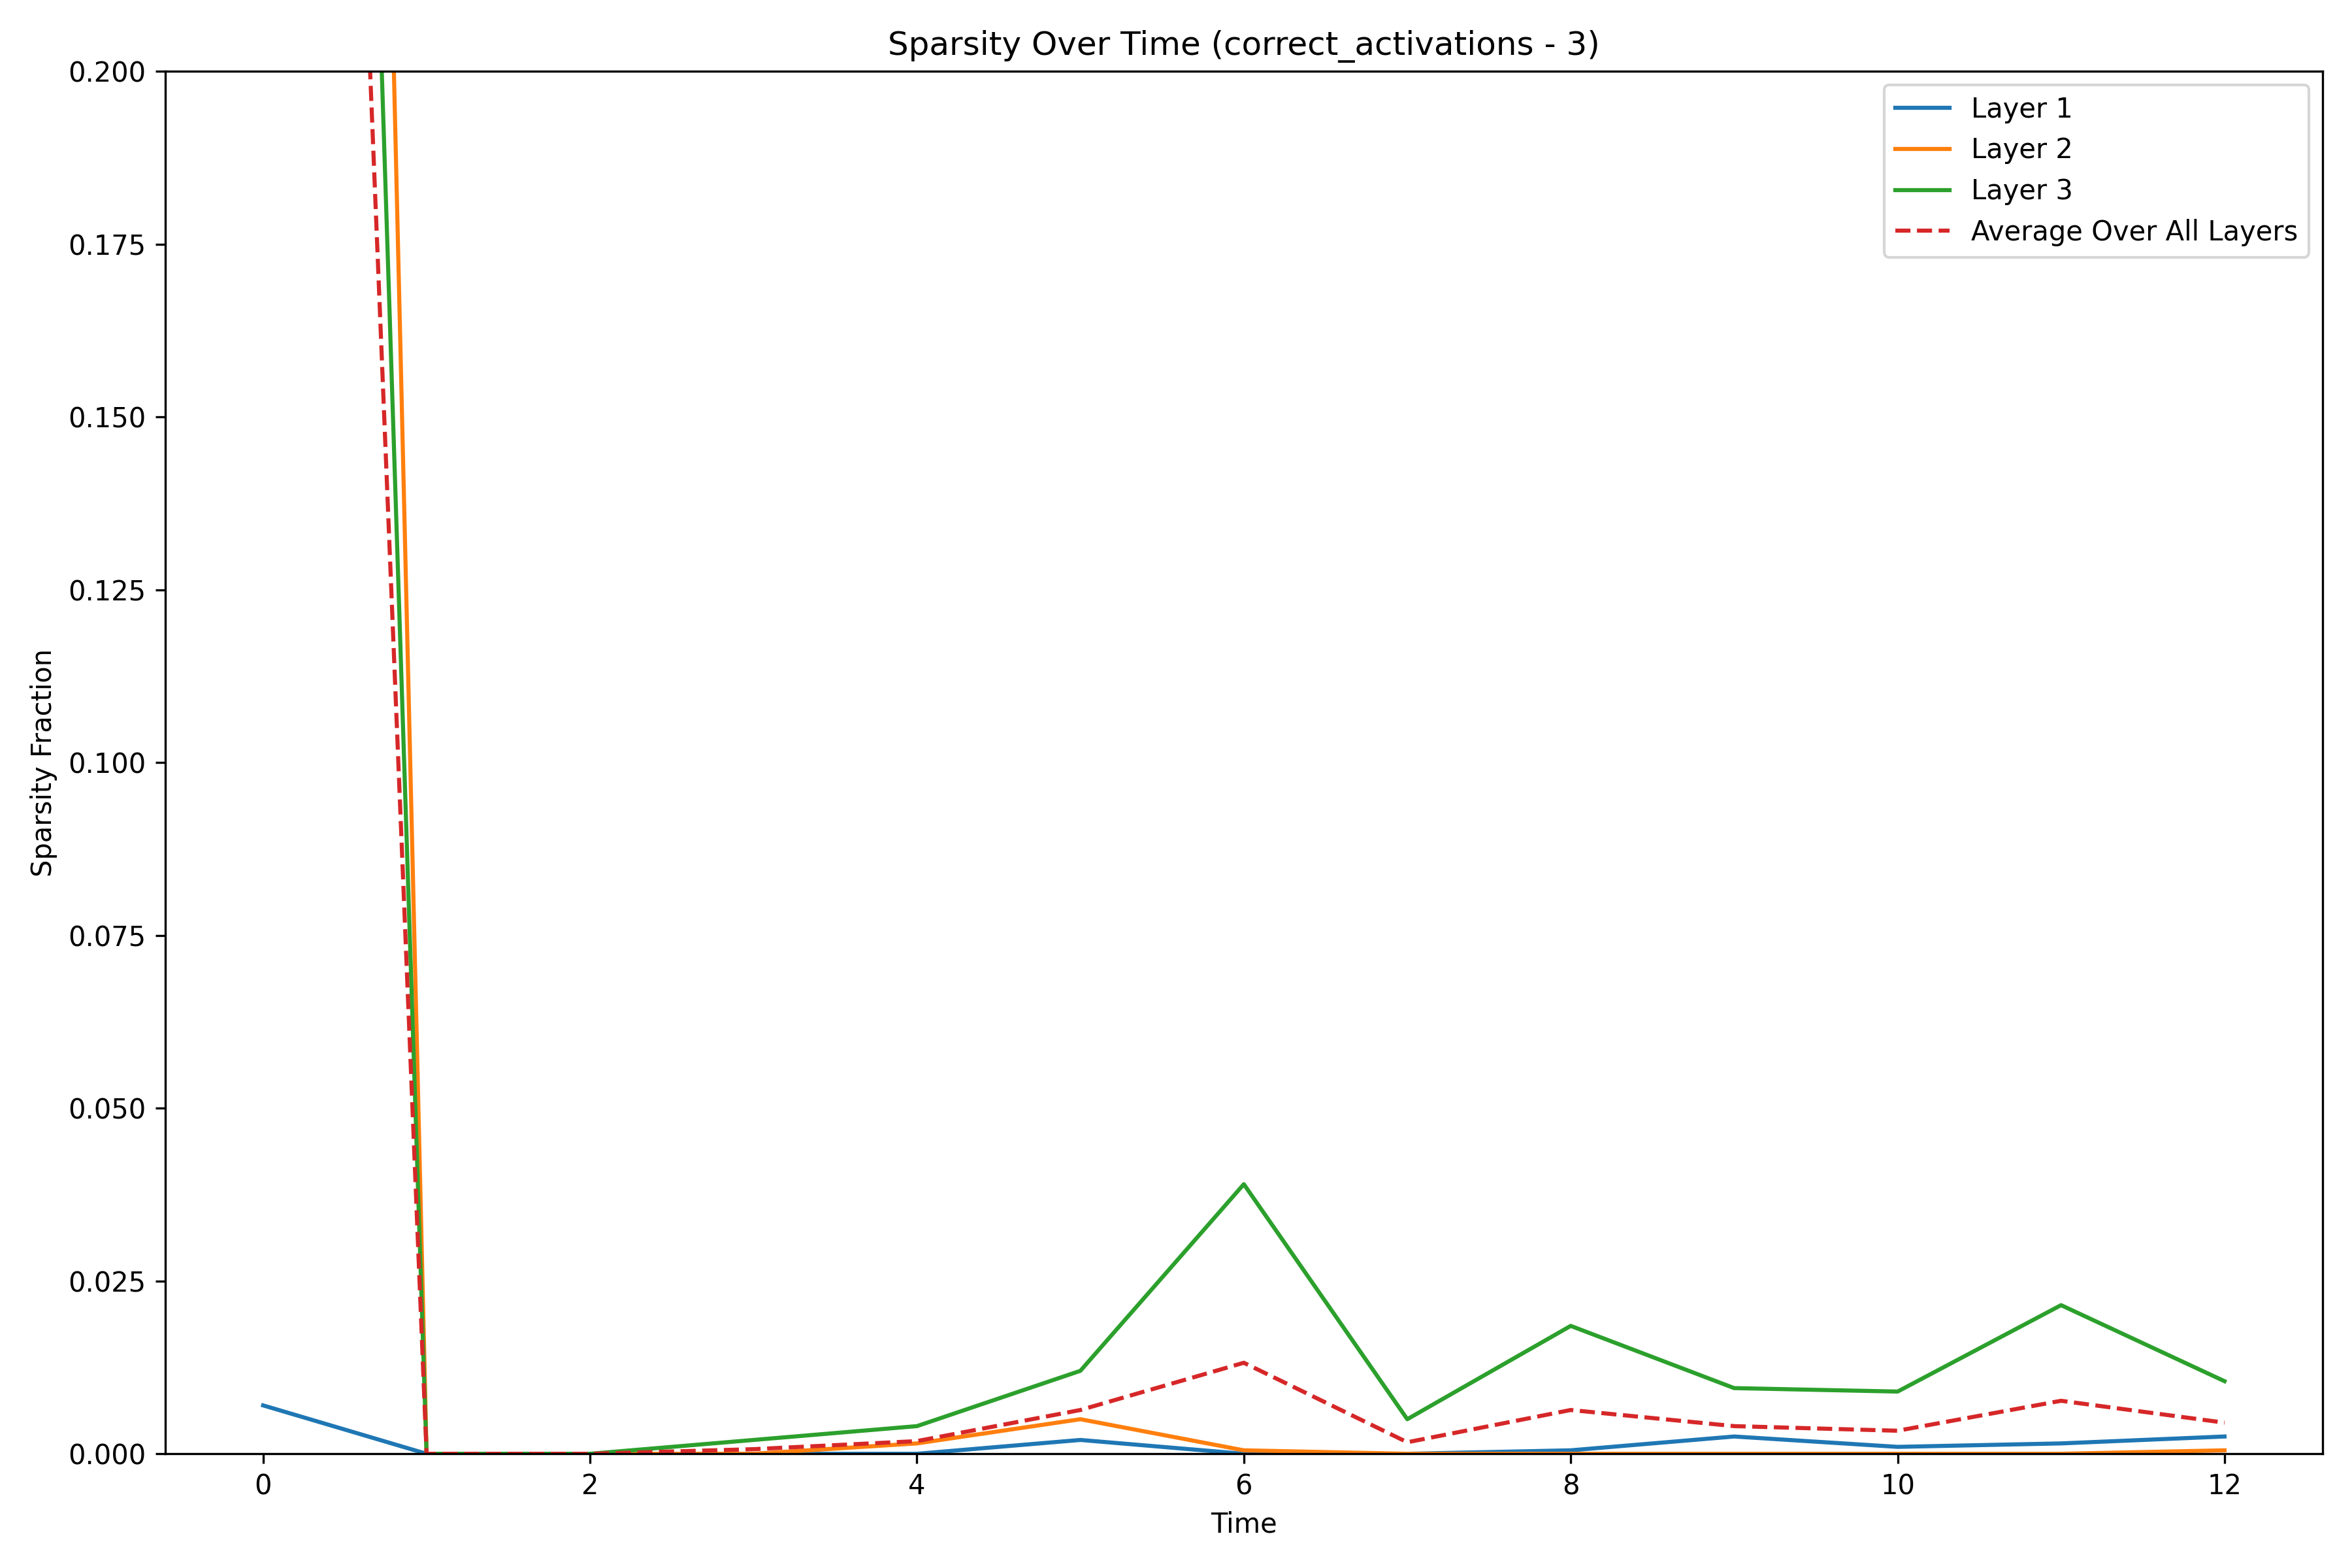 Sparsity Over Time (correct_activations - 3)
0.200
0.175
0.150
0.125
0.100
0.075
0.050
0.025
0.000
Sparsity Fraction
Layer 1
Layer 2
Layer 3
Average Over All Layers
0 2 4 6 8 10 12
Time